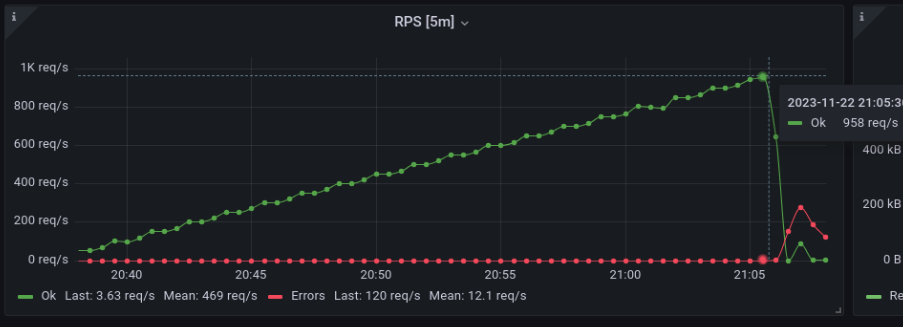 RPS [5m]
1K req/s
800 req/s
600 req/s
400 req/s
200 req/s
0 req/s
20:40 20:45 20:50 20:55 21:00 21:05
2023-11-22 21:05:3
Ok 958 req/s
400 kB
200 kB
0 B
Ok Last: 3.63 req/s Mean: 469 req/s Errors Last: 120 req/s Mean: 12.1 req/s
Re